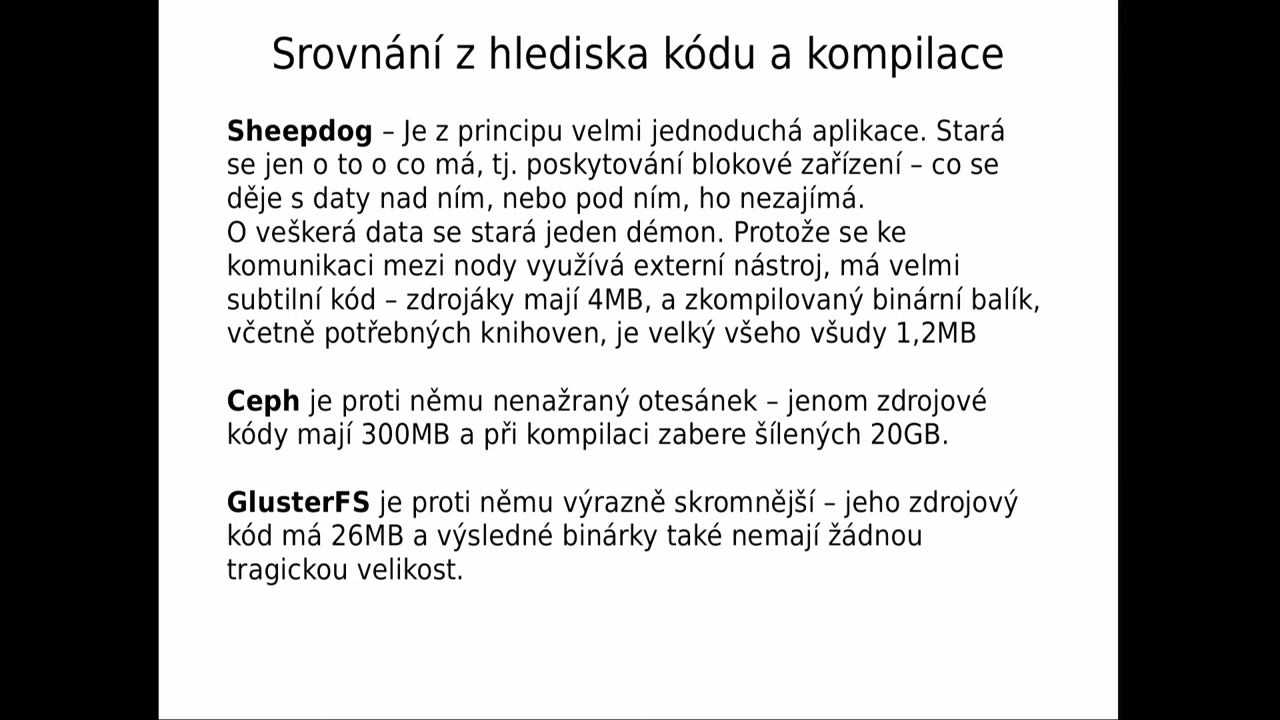 Srovnání z hlediska kódu a kompilace
Sheepdog – Je z principu velmi jednoduchá aplikace. Stará
se jen o to o co má, tj. poskytování blokové zařízení – co se
děje s daty nad ním, nebo pod ním, ho nezajímá.
O veškerá data se stará jeden démon. Protože se ke
komunikaci mezi nody využívá externí nástroj, má velmi
subtilní kód – zdrojáky mají 4MB, a zkompilovaný binární balík,
včetně potřebných knihoven, je velký všeho všudy 1,2MB
Ceph je proti němu nenažraný otesánek – jenom zdrojové
kódy mají 300MB a při kompilaci zabere šílených 20GB.
GlusterFS je proti němu výrazně skromnější – jeho zdrojový
kód má 26MB a výsledné binárky také nemají žádnou
tragickou velikost.